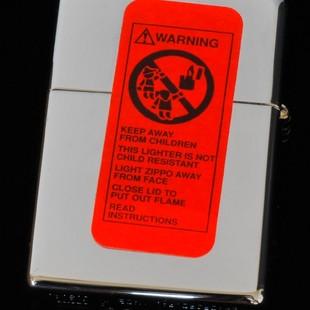 WARNING
KEEP AWAY
FROM CHILDREN
THIS LIGHTER IS NOT
CHILD RESISTANT
LIGHT ZIPPO AWAY
FROM FACE
CLOSE LID TO
PUT OUT FLAME
READ
INSTRUCTIONS